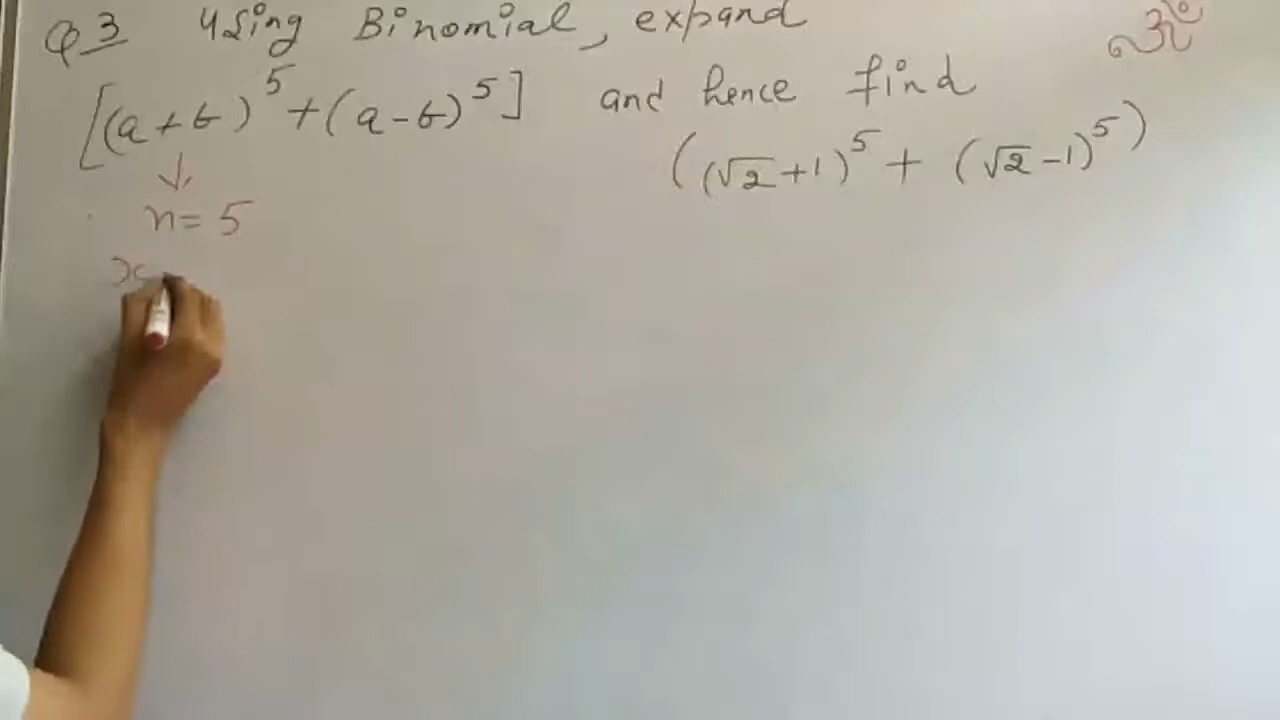 Q3 Using Binomial, expand
[(a+b)^5+(a-b)^5] and hence find
((√2+1)^5 + (√2-1)^5)
↓
n=5
x
ॐ